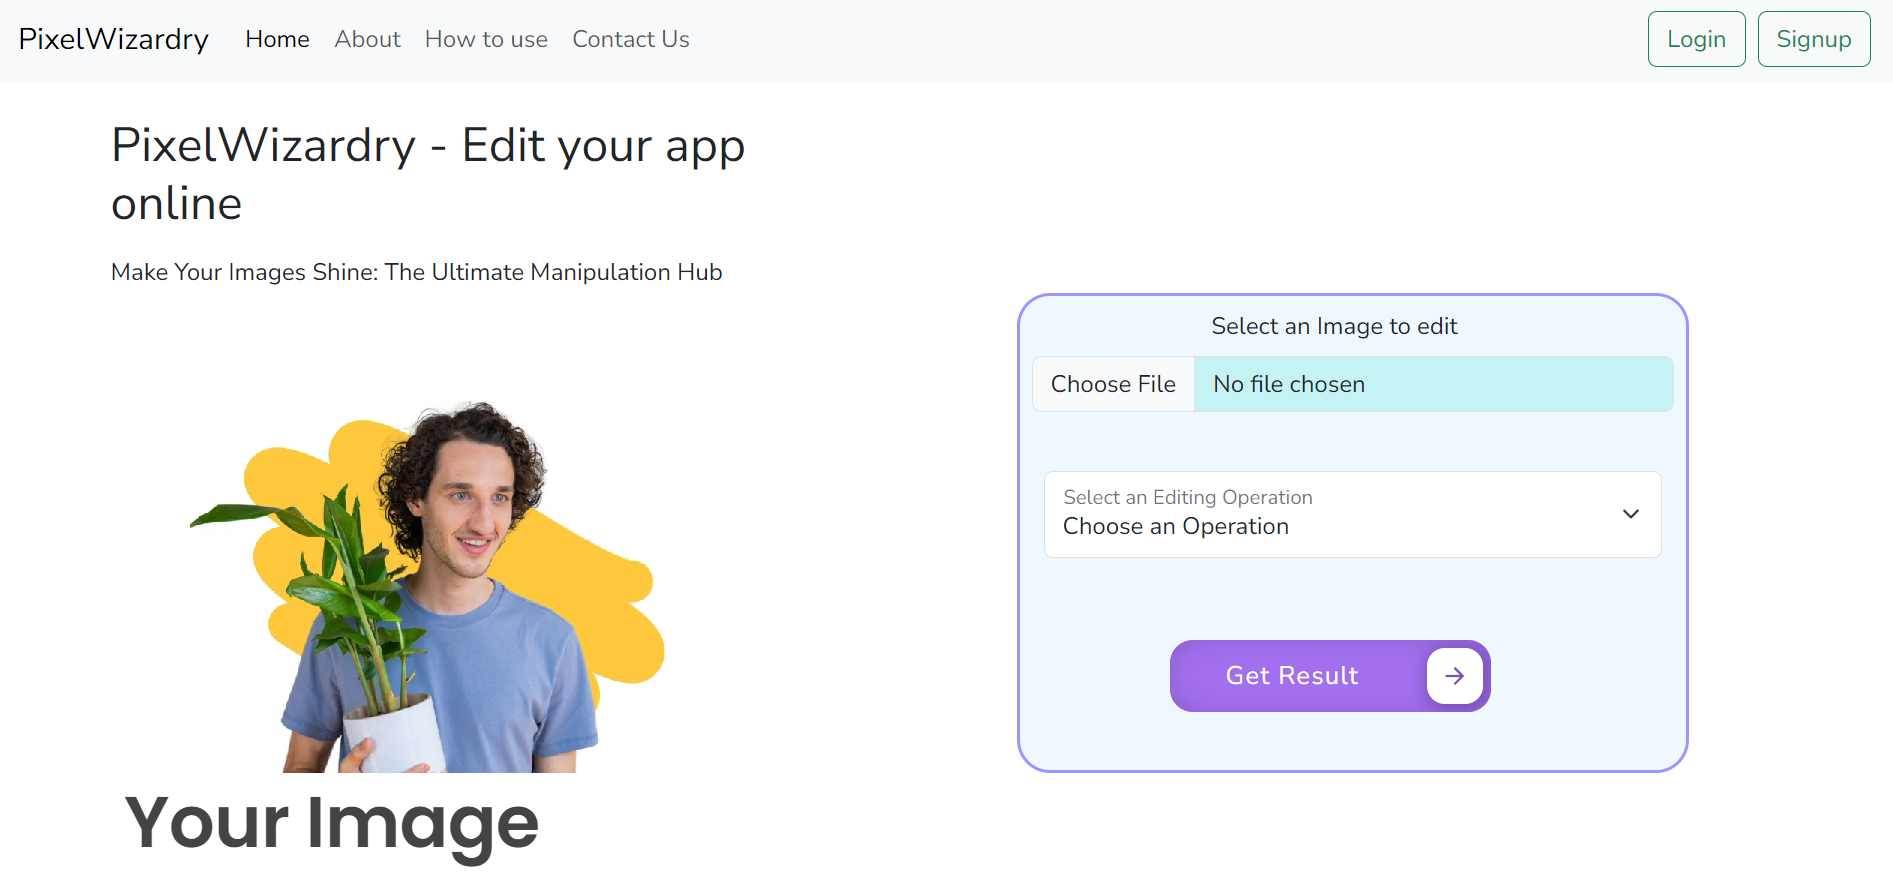 PixelWizardry Home About How to use Contact Us Login Signup
PixelWizardry - Edit your app
online
Make Your Images Shine: The Ultimate Manipulation Hub
Select an Image to edit
Choose File No file chosen
Select an Editing Operation
Choose an Operation
Get Result
Your Image